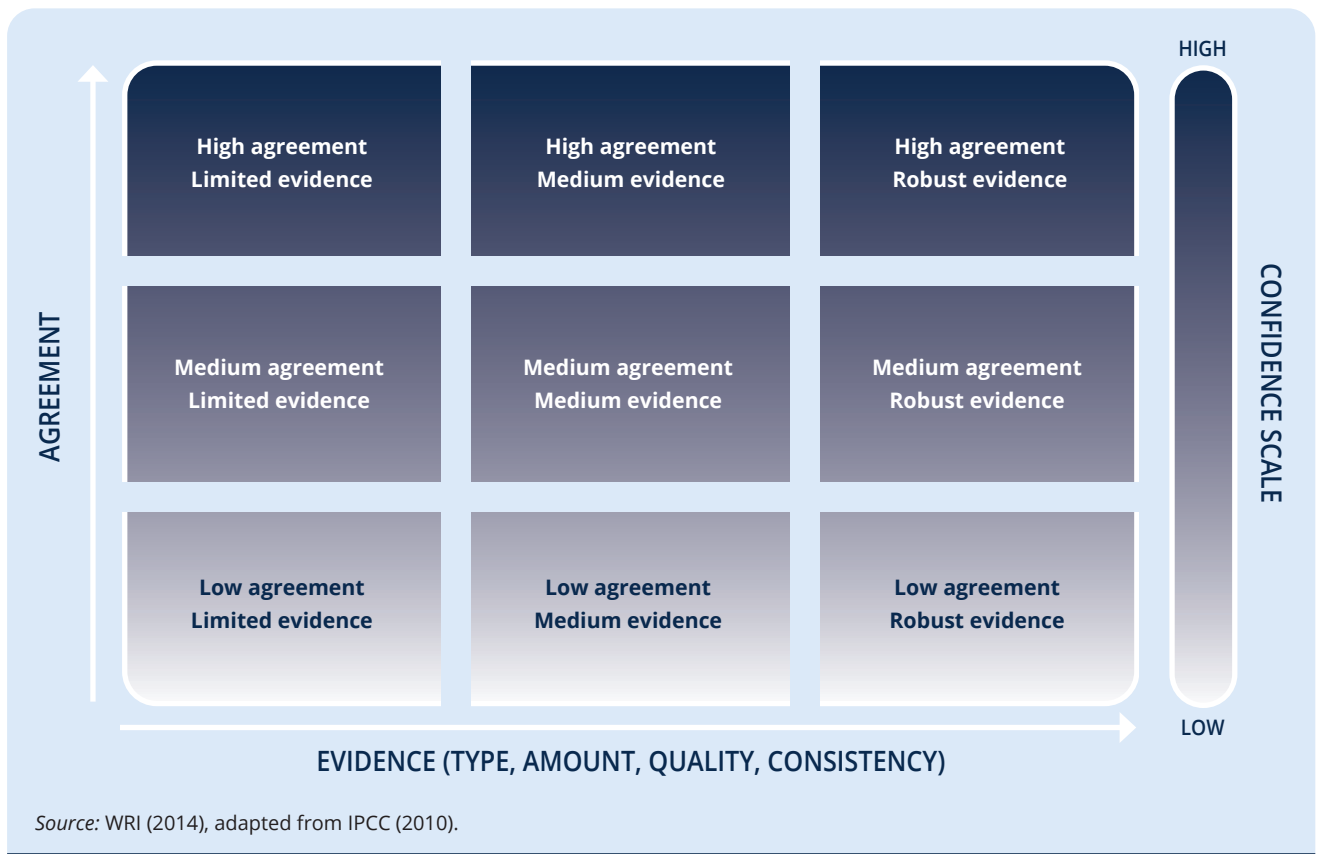 HIGH
High agreement
Limited evidence
High agreement
Medium evidence
High agreement
Robust evidence
AGREEMENT
Medium agreement
Limited evidence
Medium agreement
Medium evidence
Medium agreement
Robust evidence
CONFIDENCE SCALE
Low agreement
Limited evidence
Low agreement
Medium evidence
Low agreement
Robust evidence
LOW
EVIDENCE (TYPE, AMOUNT, QUALITY, CONSISTENCY)
Source: WRI (2014), adapted from IPCC (2010).